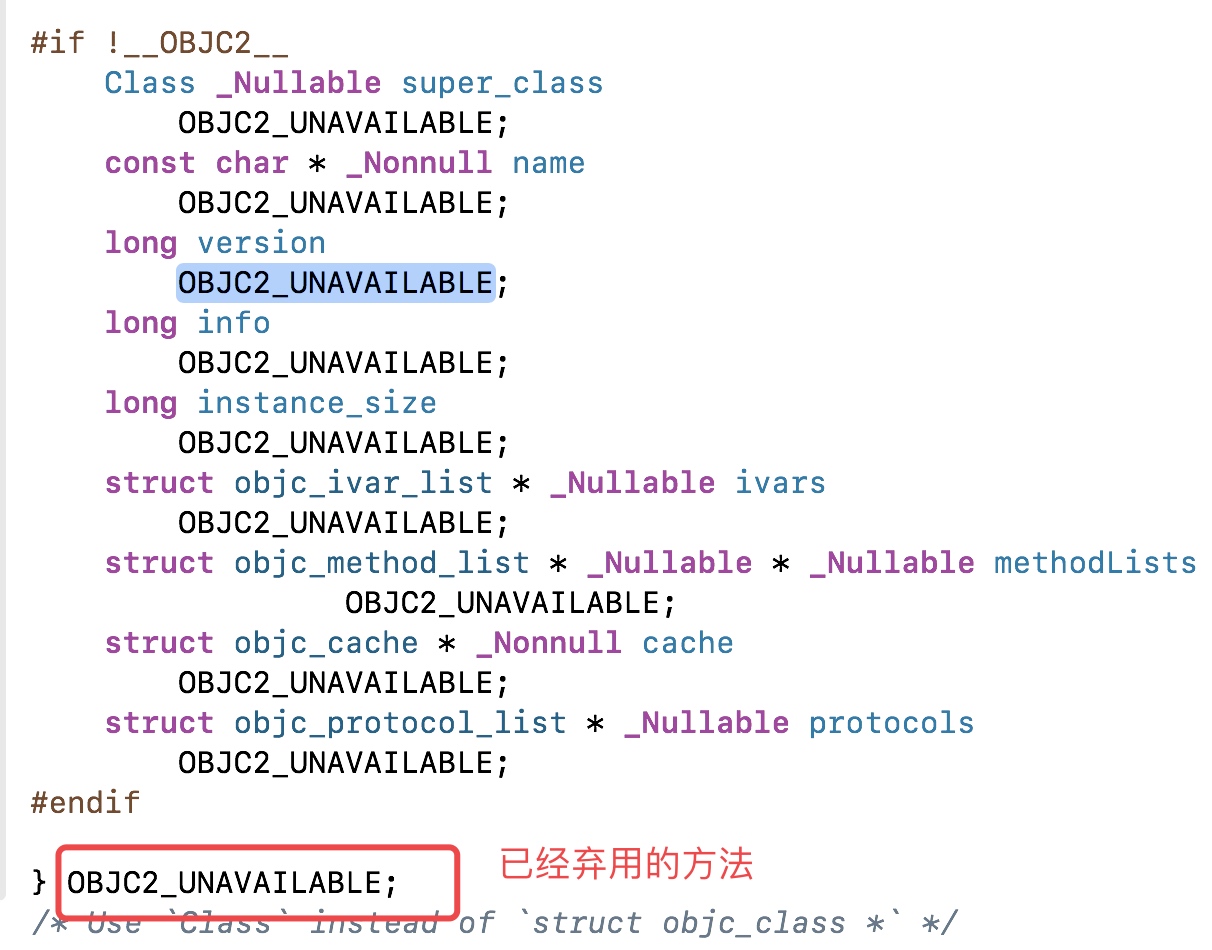 #if !__OBJC2__
    Class _Nullable super_class
        OBJC2_UNAVAILABLE;
    const char * _Nonnull name
        OBJC2_UNAVAILABLE;
    long version
        OBJC2_UNAVAILABLE;
    long info
        OBJC2_UNAVAILABLE;
    long instance_size
        OBJC2_UNAVAILABLE;
    struct objc_ivar_list * _Nullable ivars
        OBJC2_UNAVAILABLE;
    struct objc_method_list * _Nullable * _Nullable methodLists
                 OBJC2_UNAVAILABLE;
    struct objc_cache * _Nonnull cache
        OBJC2_UNAVAILABLE;
    struct objc_protocol_list * _Nullable protocols
        OBJC2_UNAVAILABLE;
#endif
已经弃用的方法
} OBJC2_UNAVAILABLE;
/* Use `Class` instead of `struct objc_class *` */